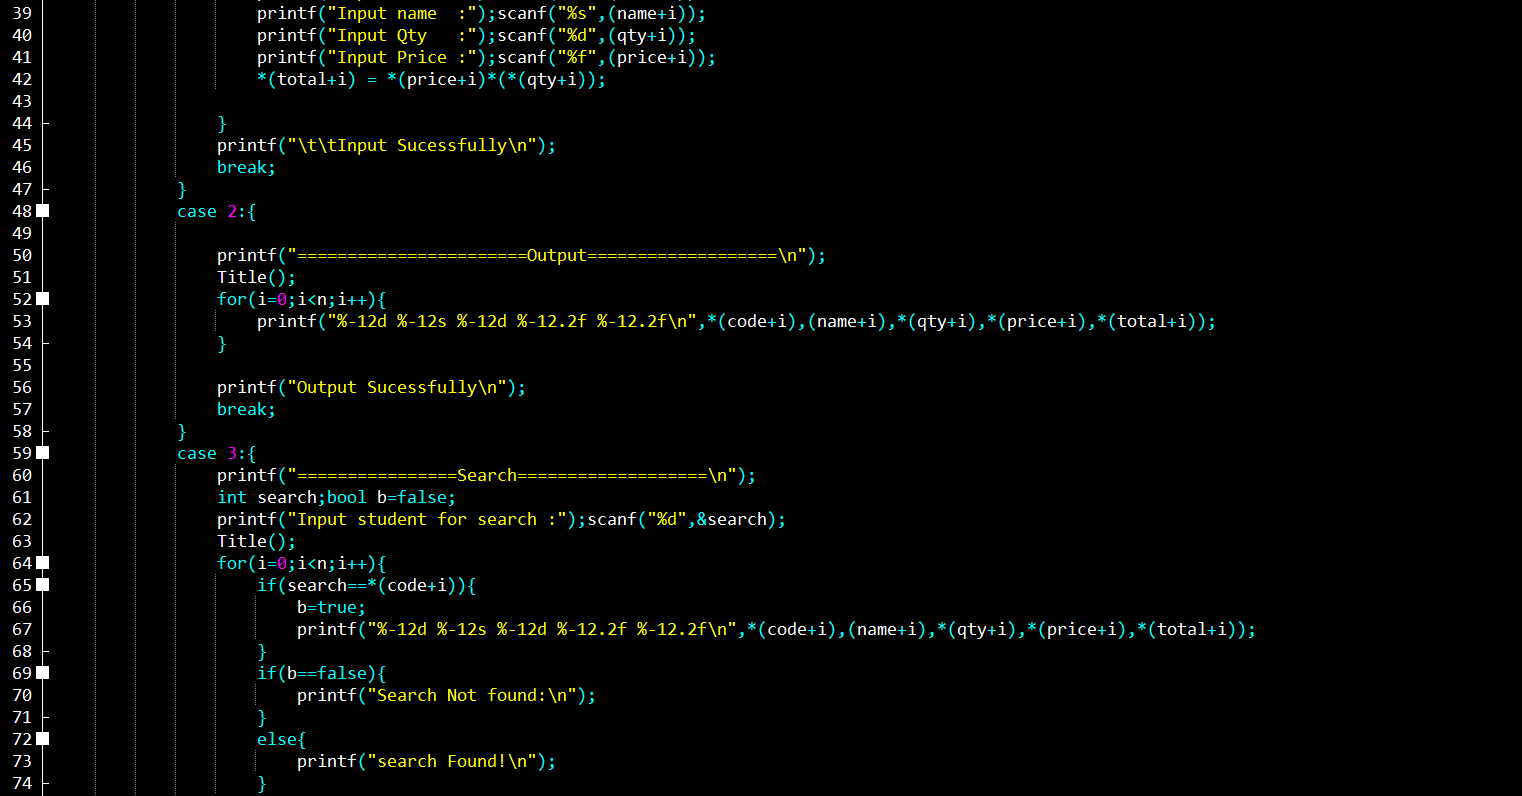 39 printf("Input name  :");scanf("%s",(name+i));
40 printf("Input Qty   :");scanf("%d",(qty+i));
41 printf("Input Price :");scanf("%f",(price+i));
42 *(total+i) = *(price+i)*(*(qty+i));
43
44 }
45 printf("\t\tInput Sucessfully\n");
46 break;
47 }
48 case 2:{
49
50 printf("=======================Output===================\n");
51 Title();
52 for(i=0;i<n;i++){
53 printf("%-12d %-12s %-12d %-12.2f %-12.2f\n",*(code+i),(name+i),*(qty+i),*(price+i),*(total+i));
54 }
55
56 printf("Output Sucessfully\n");
57 break;
58 }
59 case 3:{
60 printf("================Search===================\n");
61 int search;bool b=false;
62 printf("Input student for search :");scanf("%d",&search);
63 Title();
64 for(i=0;i<n;i++){
65 if(search==*(code+i)){
66 b=true;
67 printf("%-12d %-12s %-12d %-12.2f %-12.2f\n",*(code+i),(name+i),*(qty+i),*(price+i),*(total+i));
68 }
69 if(b==false){
70 printf("Search Not found:\n");
71 }
72 else{
73 printf("search Found!\n");
74 }